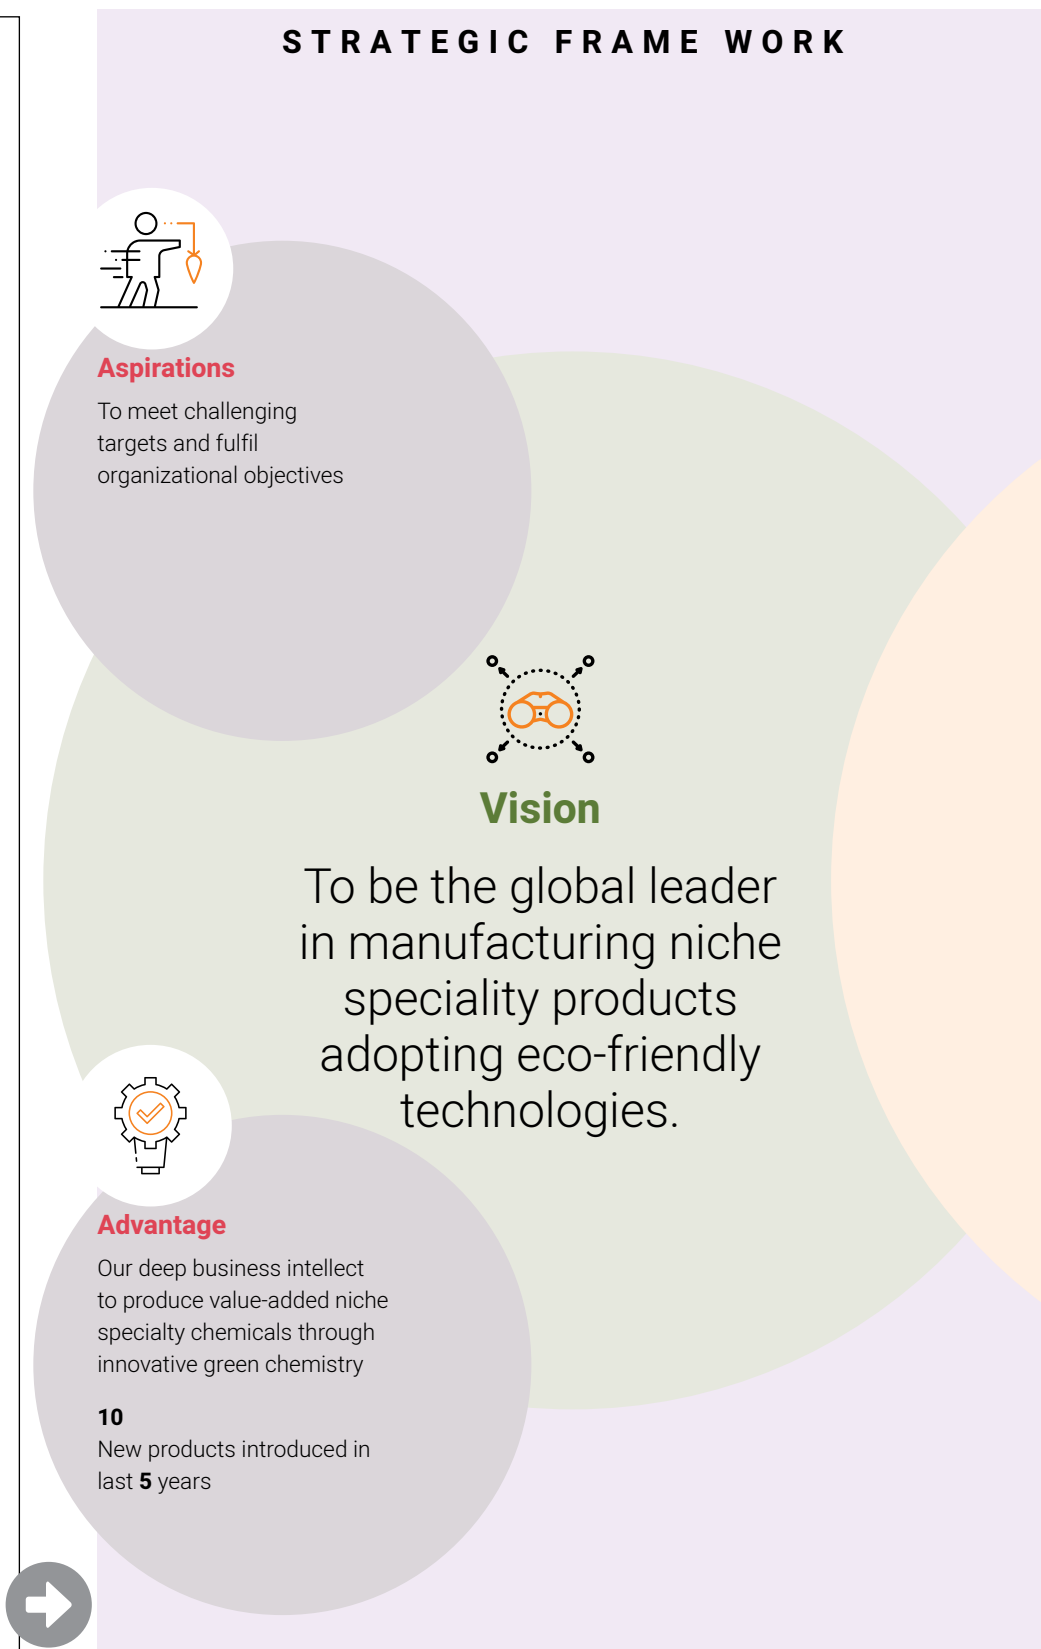 STRATEGIC FRAME WORK
Aspirations
To meet challenging
targets and fulfil
organizational objectives
Vision
To be the global leader
in manufacturing niche
speciality products
adopting eco-friendly
technologies.
Advantage
Our deep business intellect
to produce value-added niche
specialty chemicals through
innovative green chemistry
10
New products introduced in
last 5 years